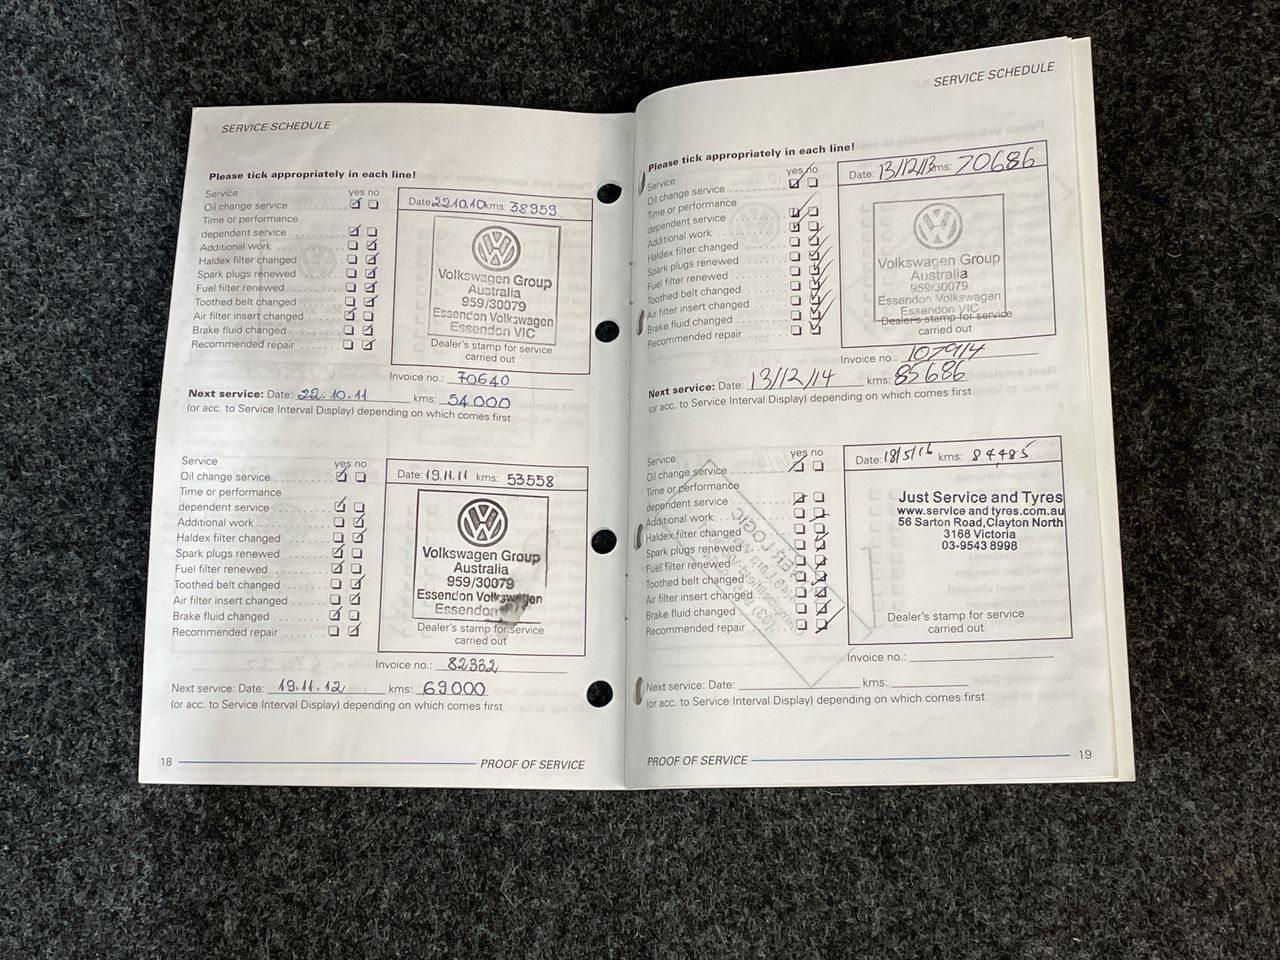 SERVICE SCHEDULE
Please tick appropriately in each line!
Service
yes no
Oil change service
Time or performance
dependent service
Additional work
Haldex filter changed
Spark plugs renewed
Fuel filter renewed
Toothed belt changed
Air filter insert changed
Brake fluid changed
Recommended repair
Date: 22.10.10 kms: 38959
Volkswagen Group
Australia
959/30079
Essendon Volkswagen
Essendon VIC
Dealer's stamp for service
carried out
Invoice no.: 70640
Next service: Date: 22.10.11 kms: 54000
(or acc. to Service Interval Display) depending on which comes first
Service
yes no
Oil change service
Time or performance
dependent service
Additional work
Haldex filter changed
Spark plugs renewed
Fuel filter renewed
Toothed belt changed
Air filter insert changed
Brake fluid changed
Recommended repair
Date: 19.11.11 kms: 53558
Volkswagen Group
Australia
959/30079
Essendon Volkswagen
Essendon
Dealer's stamp for service
carried out
Invoice no.: 82332
Next service: Date: 19.11.12 kms: 69000
(or acc. to Service Interval Display) depending on which comes first
18
PROOF OF SERVICE
SERVICE SCHEDULE
Please tick appropriately in each line!
Service
yes no
Oil change service
Time or performance
dependent service
Additional work
Haldex filter changed
Spark plugs renewed
Fuel filter renewed
Toothed belt changed
Air filter insert changed
Brake fluid changed
Recommended repair
Date: 13/12/13 kms: 70686
Volkswagen Group
Australia
959/30079
Essendon Volkswagen
Essendon VIC
Dealer's stamp for service
carried out
Invoice no.: 107914
Next service: Date: 13/12/14 kms: 85686
(or acc. to Service Interval Display) depending on which comes first
Service
yes no
Oil change service
Time or performance
dependent service
Additional work
Haldex filter changed
Spark plugs renewed
Fuel filter renewed
Toothed belt changed
Air filter insert changed
Brake fluid changed
Recommended repair
Date: 18/5/16 kms: 84485
Just Service and Tyres
www.service and tyres.com.au
56 Sarton Road,Clayton North
3168 Victoria
03-9543 8998
Dealer's stamp for service
carried out
Invoice no.:
Next service: Date: kms:
(or acc. to Service Interval Display) depending on which comes first
PROOF OF SERVICE
19